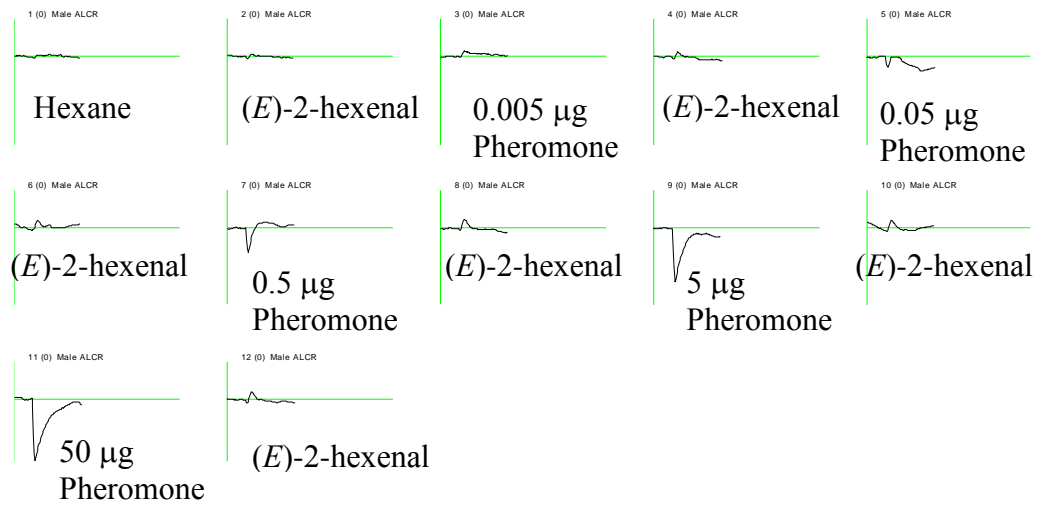 1 (0) Male ALCR
Hexane
2 (0) Male ALCR
(E)-2-hexenal
3 (0) Male ALCR
0.005 μg
Pheromone
4 (0) Male ALCR
(E)-2-hexenal
5 (0) Male ALCR
0.05 μg
Pheromone
6 (0) Male ALCR
(E)-2-hexenal
7 (0) Male ALCR
0.5 μg
Pheromone
8 (0) Male ALCR
(E)-2-hexenal
9 (0) Male ALCR
5 μg
Pheromone
10 (0) Male ALCR
(E)-2-hexenal
11 (0) Male ALCR
50 μg
Pheromone
12 (0) Male ALCR
(E)-2-hexenal